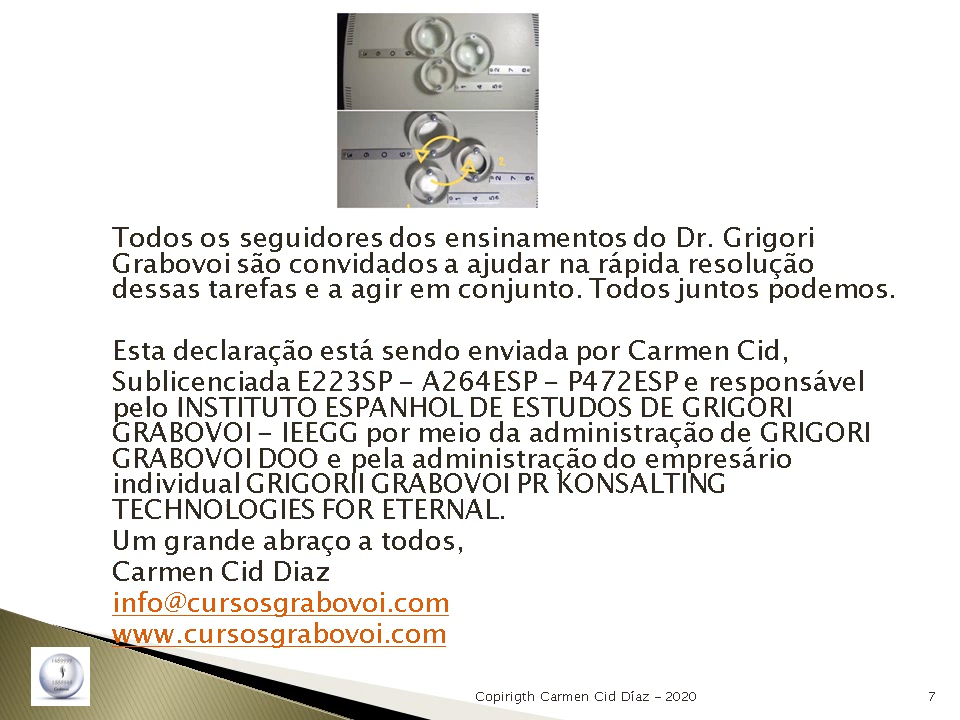 Todos os seguidores dos ensinamentos do Dr. Grigori
Grabovoi são convidados a ajudar na rápida resolução
dessas tarefas e a agir em conjunto. Todos juntos podemos.
Esta declaração está sendo enviada por Carmen Cid,
Sublicenciada E223SP – A264ESP – P472ESP e responsável
pelo INSTITUTO ESPANHOL DE ESTUDOS DE GRIGORI
GRABOVOI – IEEGG por meio da administração de GRIGORI
GRABOVOI DOO e pela administração do empresário
individual GRIGORII GRABOVOI PR KONSALTING
TECHNOLOGIES FOR ETERNAL.
Um grande abraço a todos,
Carmen Cid Diaz
info@cursosgrabovoi.com
www.cursosgrabovoi.com
Copirigth Carmen Cid Díaz – 2020
7